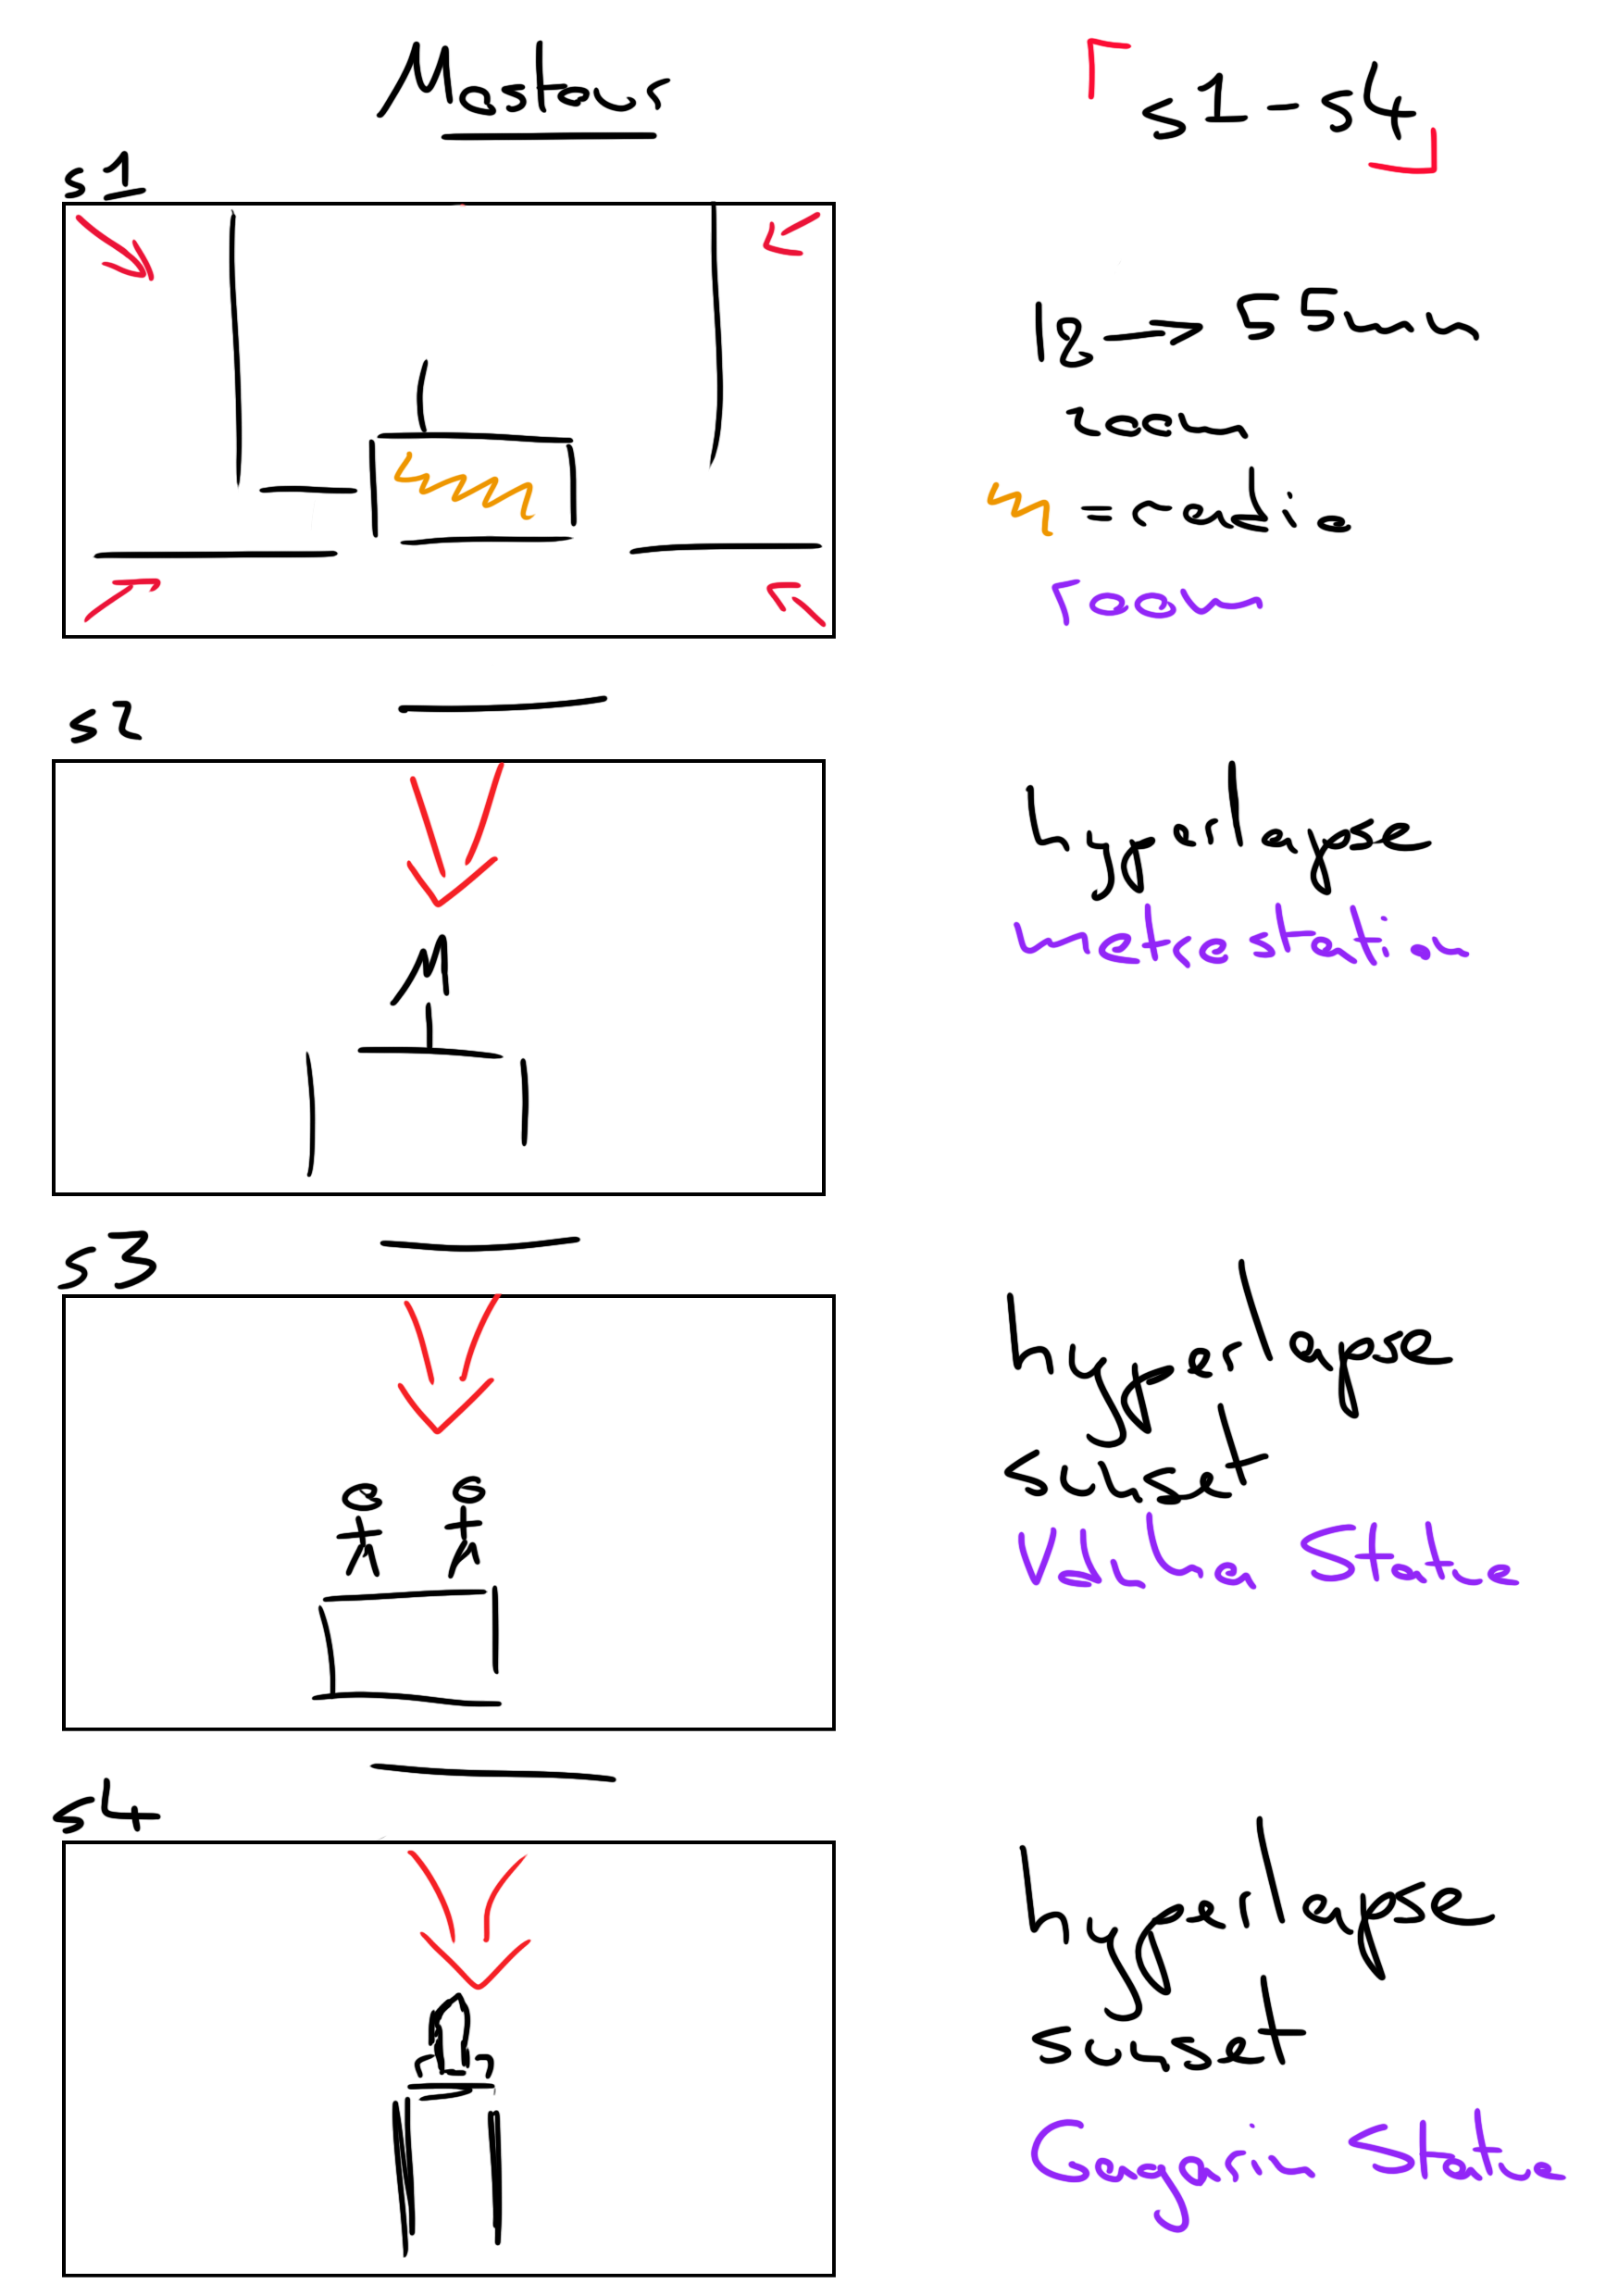 Mostour
s1-s4
s1
18→55mm
zoom
= radio
room
s2
hyperlapse
metrostation
s3
hyperlapse
sunset
Vdnha Statue
s4
hyperlapse
sunset
Gagarin Statue
M